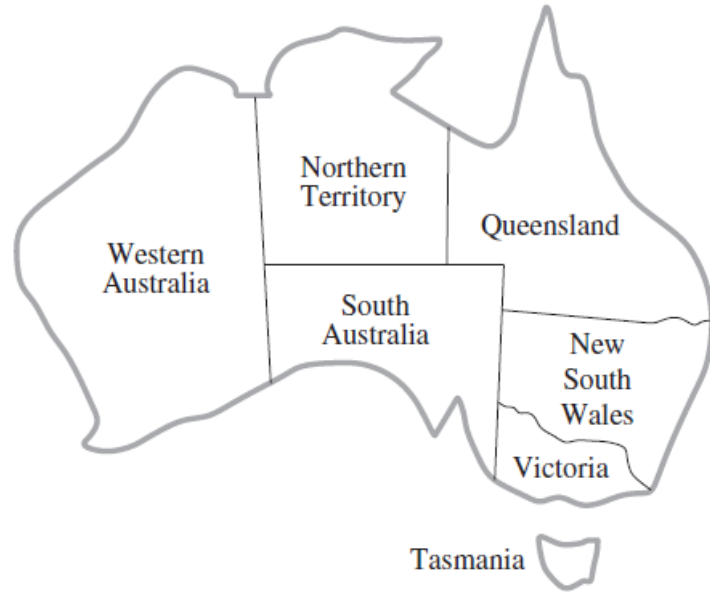 Northern
Territory
Queensland
Western
Australia
South
Australia
New
South
Wales
Victoria
Tasmania